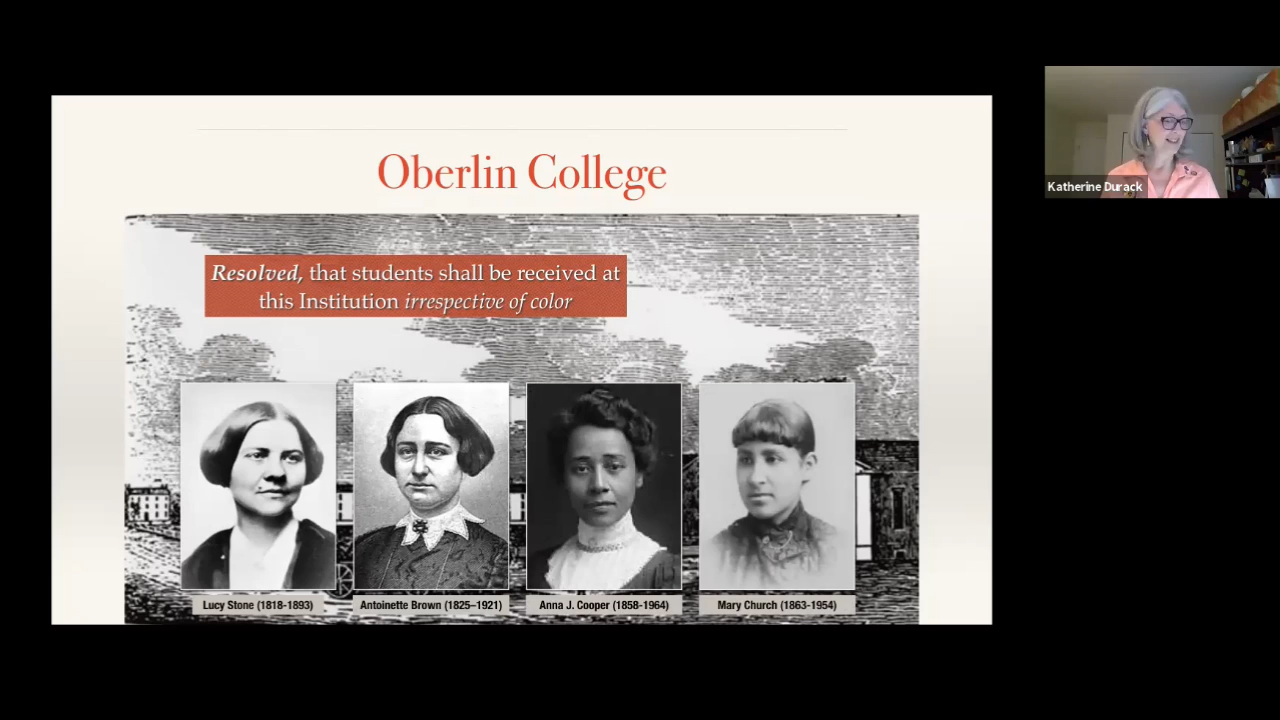 Oberlin College
Resolved, that students shall be received at
this Institution irrespective of color
Lucy Stone (1818-1893)
Antoinette Brown (1825–1921)
Anna J. Cooper (1858-1964)
Mary Church (1863-1954)
Katherine Durack